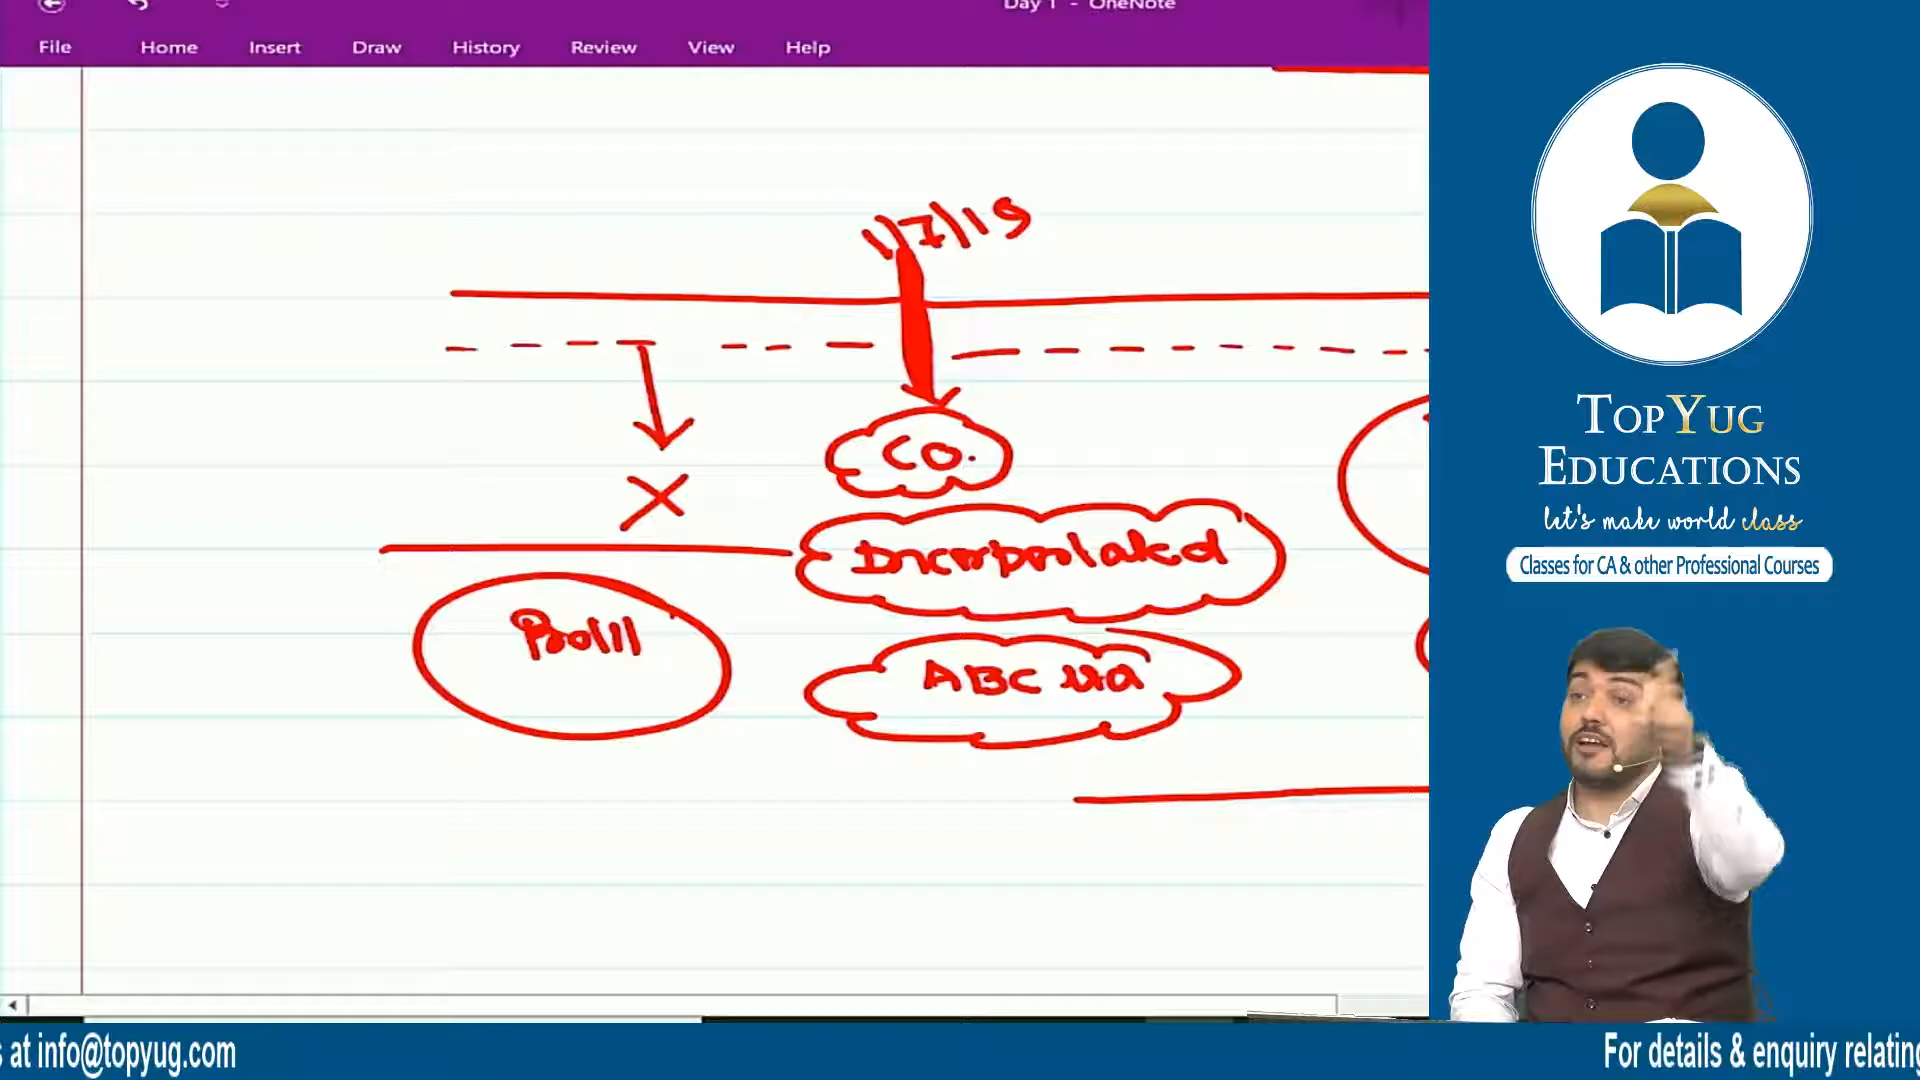 Day 1 - OneNote
File Home Insert Draw History Review View Help
1/7/19
CO.
Incorporated
ABC Ltd
TOPYUG
EDUCATIONS
let's make world class
Classes for CA & other Professional Courses
at info@topyug.com
For details & enquiry relating